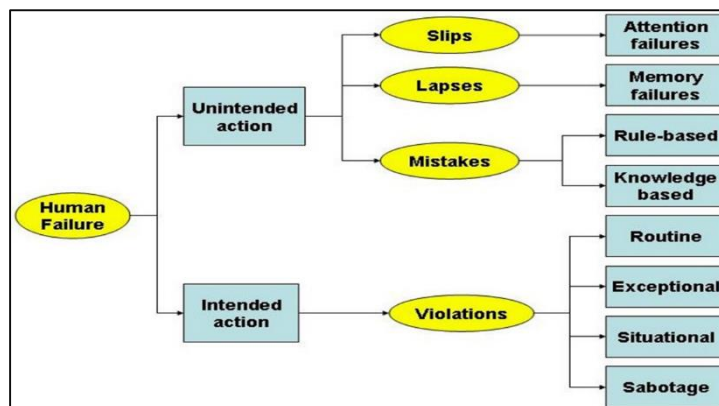 Human
Failure
Unintended
action
Slips
Attention
failures
Lapses
Memory
failures
Mistakes
Rule-based
Knowledge
based
Intended
action
Violations
Routine
Exceptional
Situational
Sabotage